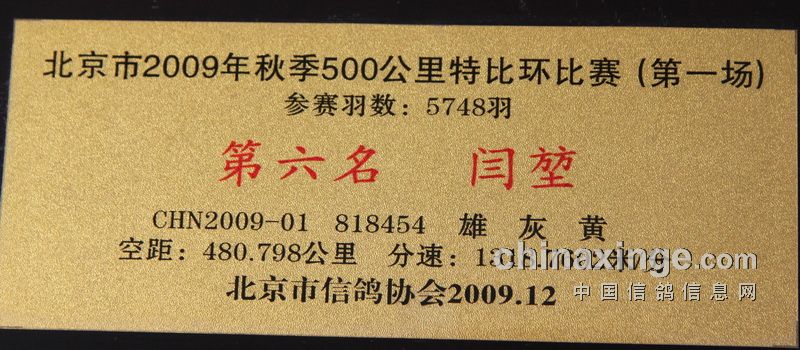 北京市2009年秋季500公里特比环比赛（第一场）
参赛羽数：5748羽
第六名 闫堃
CHN2009-01 818454 雄 灰 黄
空距：480.798公里 分速：
chinaxinge.com
中国信鸽信息网
北京市信鸽协会2009.12